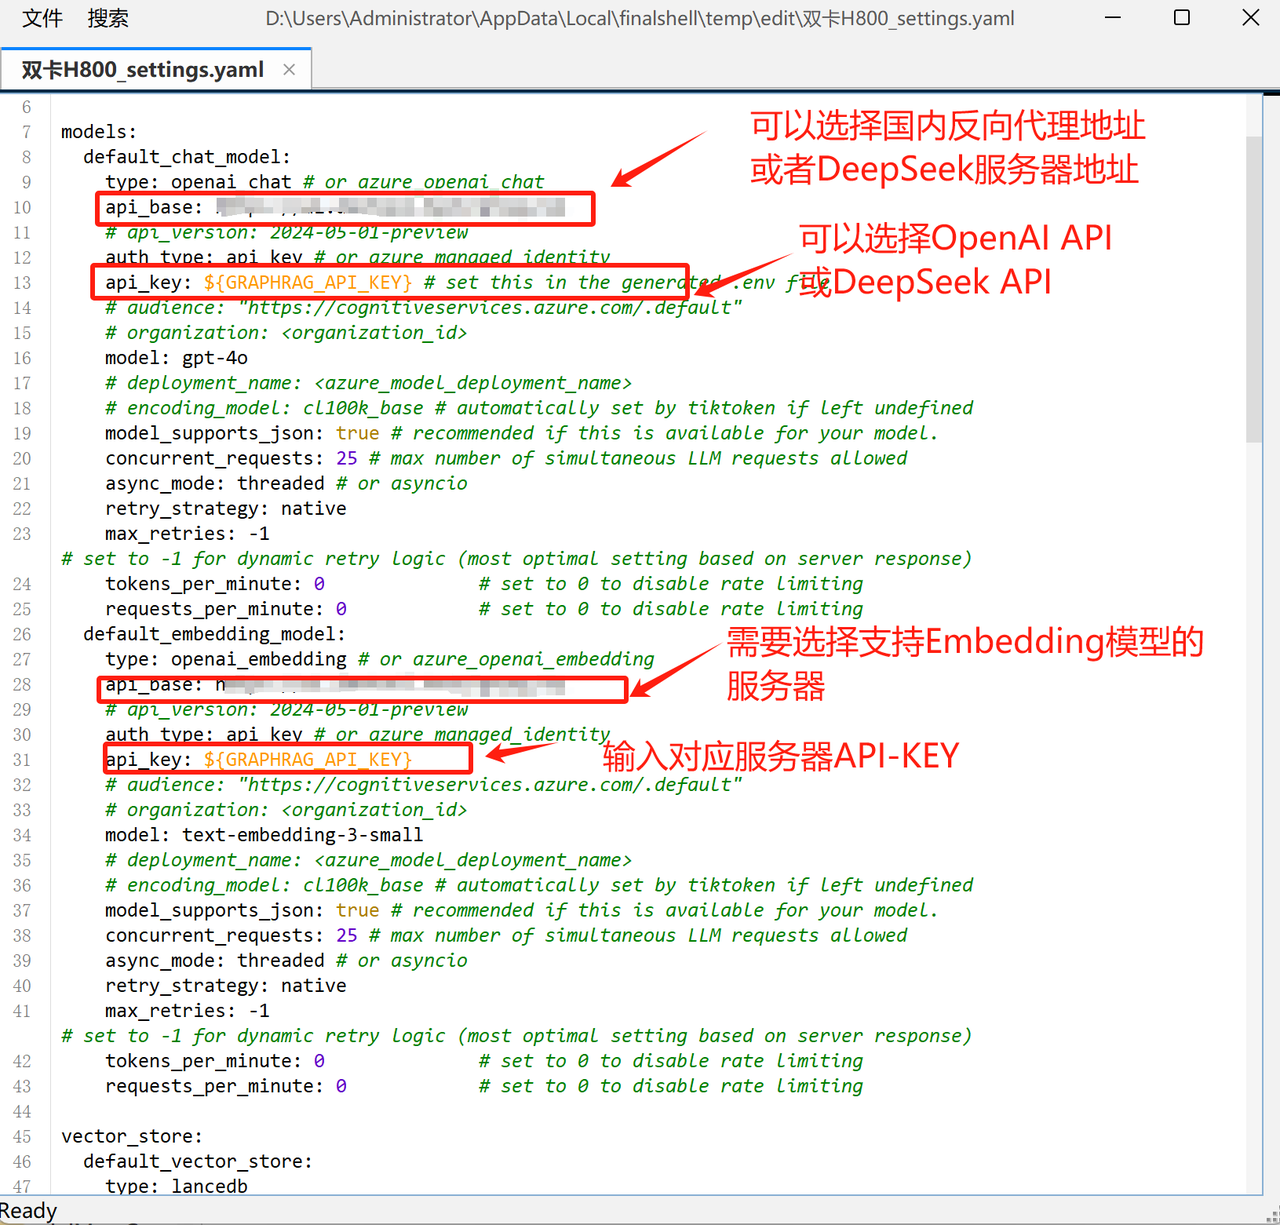 文件 搜索 D:\Users\Administrator\AppData\Local\finalshell\temp\edit\双卡H800_settings.yaml
双卡H800_settings.yaml
6
7 models:
8 default_chat_model:
9 type: openai_chat # or azure_openai_chat
10 api_base:
11 # api_version: 2024-05-01-preview
12 auth_type: api_key # or azure_managed_identity
13 api_key: ${GRAPHRAG_API_KEY} # set this in the generated .env file
14 # audience: "https://cognitiveservices.azure.com/.default"
15 # organization: <organization_id>
16 model: gpt-4o
17 # deployment_name: <azure_model_deployment_name>
18 # encoding_model: cl100k_base # automatically set by tiktoken if left undefined
19 model_supports_json: true # recommended if this is available for your model.
20 concurrent_requests: 25 # max number of simultaneous LLM requests allowed
21 async_mode: threaded # or asyncio
22 retry_strategy: native
23 max_retries: -1
# set to -1 for dynamic retry logic (most optimal setting based on server response)
24 tokens_per_minute: 0 # set to 0 to disable rate limiting
25 requests_per_minute: 0 # set to 0 to disable rate limiting
26 default_embedding_model:
27 type: openai_embedding # or azure_openai_embedding
28 api_base:
29 # api_version: 2024-05-01-preview
30 auth_type: api_key # or azure_managed_identity
31 api_key: ${GRAPHRAG_API_KEY}
32 # audience: "https://cognitiveservices.azure.com/.default"
33 # organization: <organization_id>
34 model: text-embedding-3-small
35 # deployment_name: <azure_model_deployment_name>
36 # encoding_model: cl100k_base # automatically set by tiktoken if left undefined
37 model_supports_json: true # recommended if this is available for your model.
38 concurrent_requests: 25 # max number of simultaneous LLM requests allowed
39 async_mode: threaded # or asyncio
40 retry_strategy: native
41 max_retries: -1
# set to -1 for dynamic retry logic (most optimal setting based on server response)
42 tokens_per_minute: 0 # set to 0 to disable rate limiting
43 requests_per_minute: 0 # set to 0 to disable rate limiting
44
45 vector_store:
46 default_vector_store:
47 type: lancedb
可以选择国内反向代理地址
或者DeepSeek服务器地址
可以选择OpenAI API
或DeepSeek API
需要选择支持Embedding模型的
服务器
输入对应服务器API-KEY
Ready